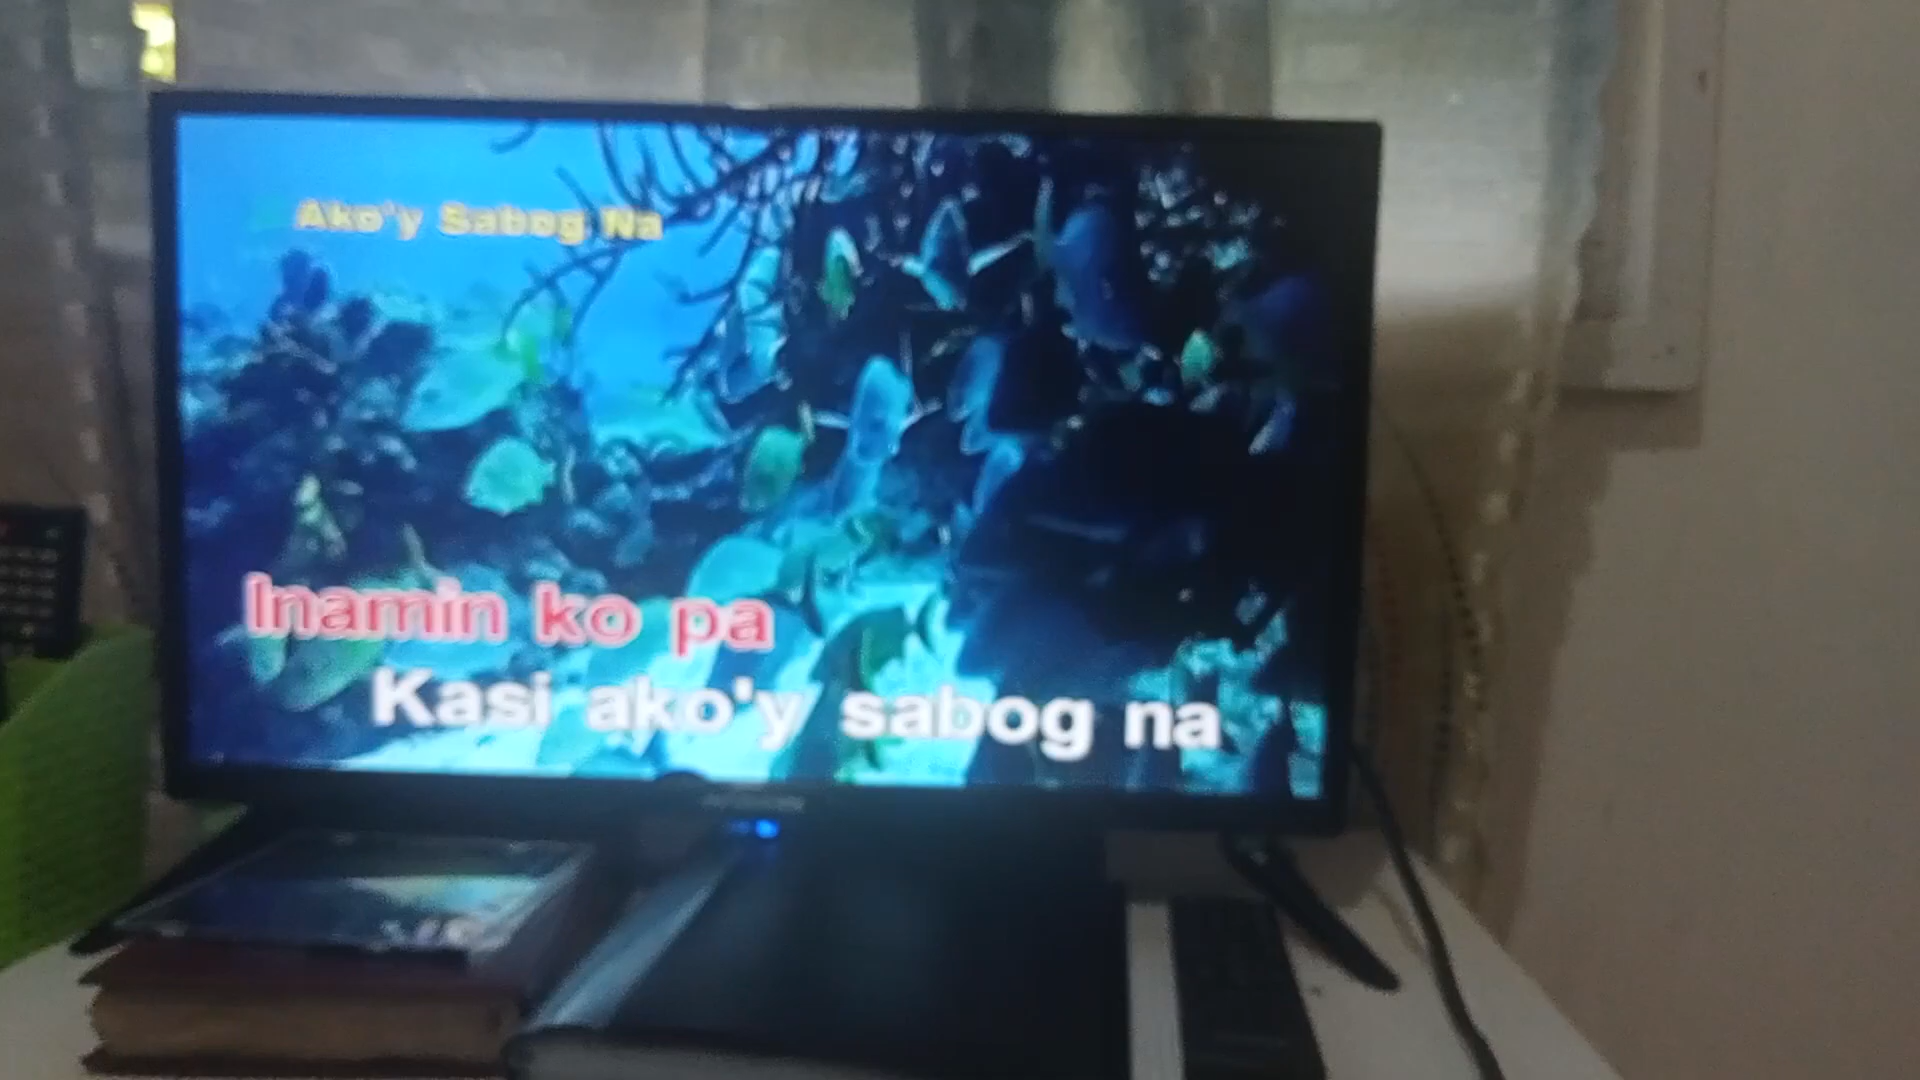 Ako'y Sabog Na
Inamin ko pa
Kasi ako'y sabog na